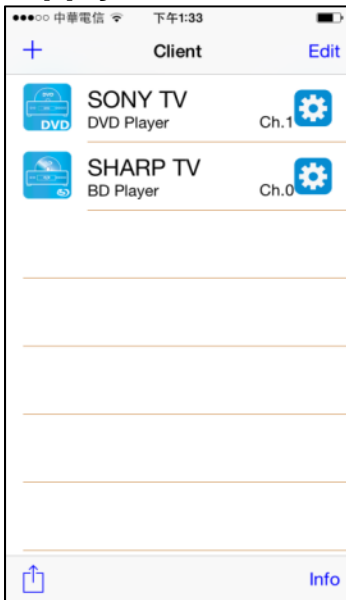 中華電信 下午1:33
+ Client Edit
SONY TV
DVD DVD Player Ch.1
SHARP TV
BD Player Ch.0
Info